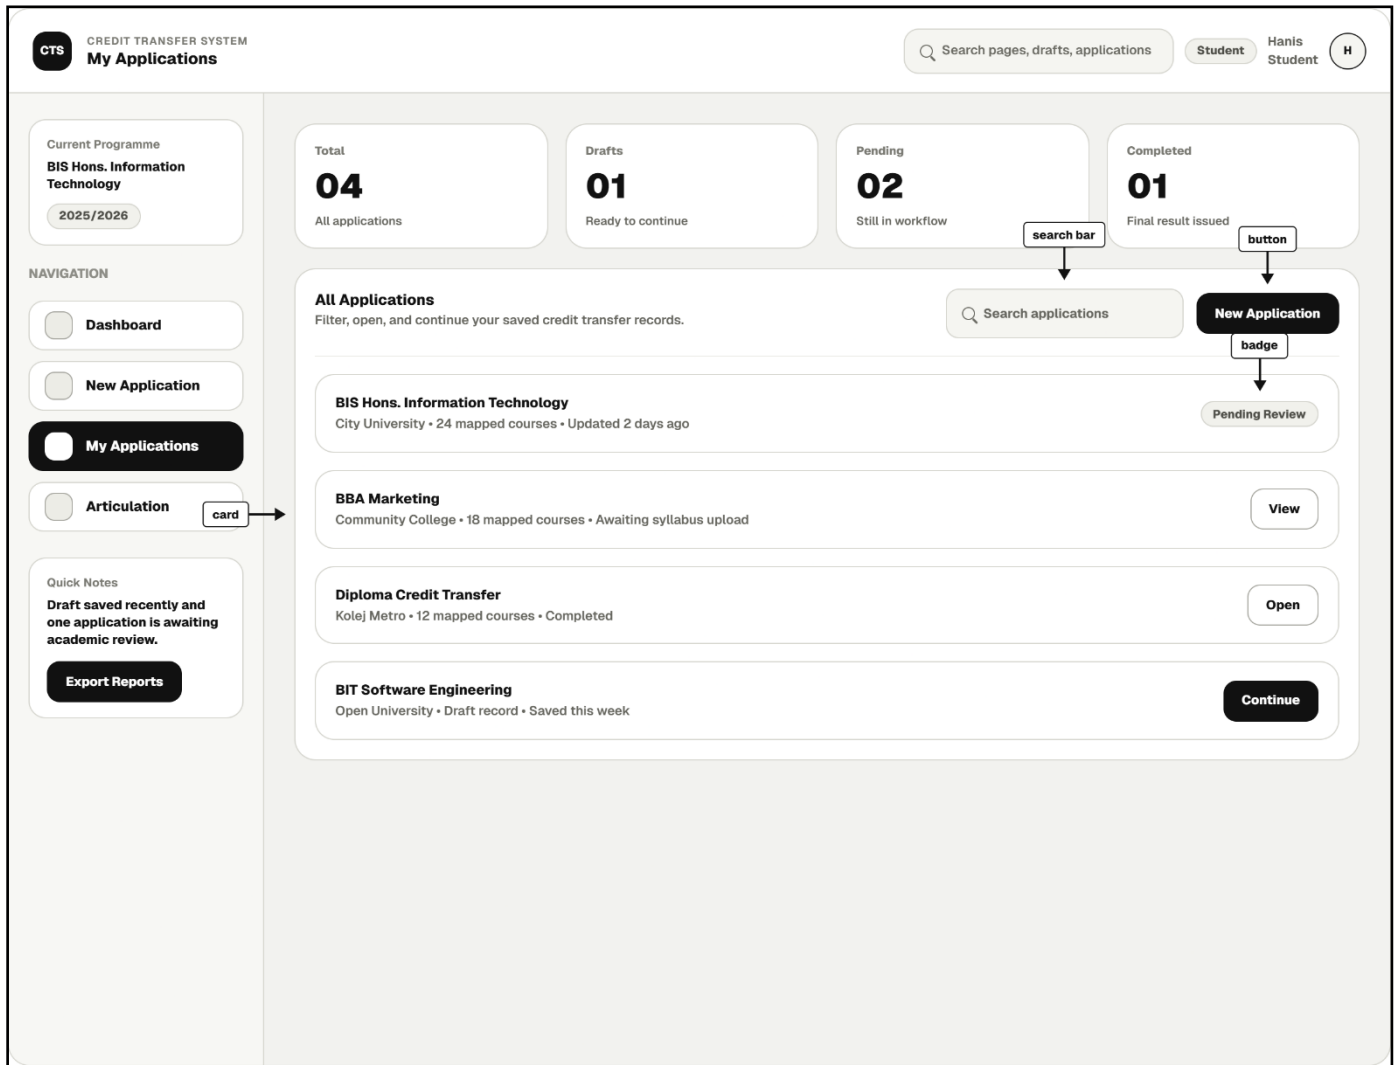 CTS
CREDIT TRANSFER SYSTEM
My Applications
Search pages, drafts, applications
Student
Hanis
Student
H
Current Programme
BIS Hons. Information
Technology
2025/2026
NAVIGATION
Dashboard
New Application
My Applications
Articulation
card
Quick Notes
Draft saved recently and
one application is awaiting
academic review.
Export Reports
Total
04
All applications
Drafts
01
Ready to continue
Pending
02
Still in workflow
Completed
01
Final result issued
search bar
button
All Applications
Filter, open, and continue your saved credit transfer records.
Search applications
New Application
badge
BIS Hons. Information Technology
City University • 24 mapped courses • Updated 2 days ago
Pending Review
BBA Marketing
Community College • 18 mapped courses • Awaiting syllabus upload
View
Diploma Credit Transfer
Kolej Metro • 12 mapped courses • Completed
Open
BIT Software Engineering
Open University • Draft record • Saved this week
Continue